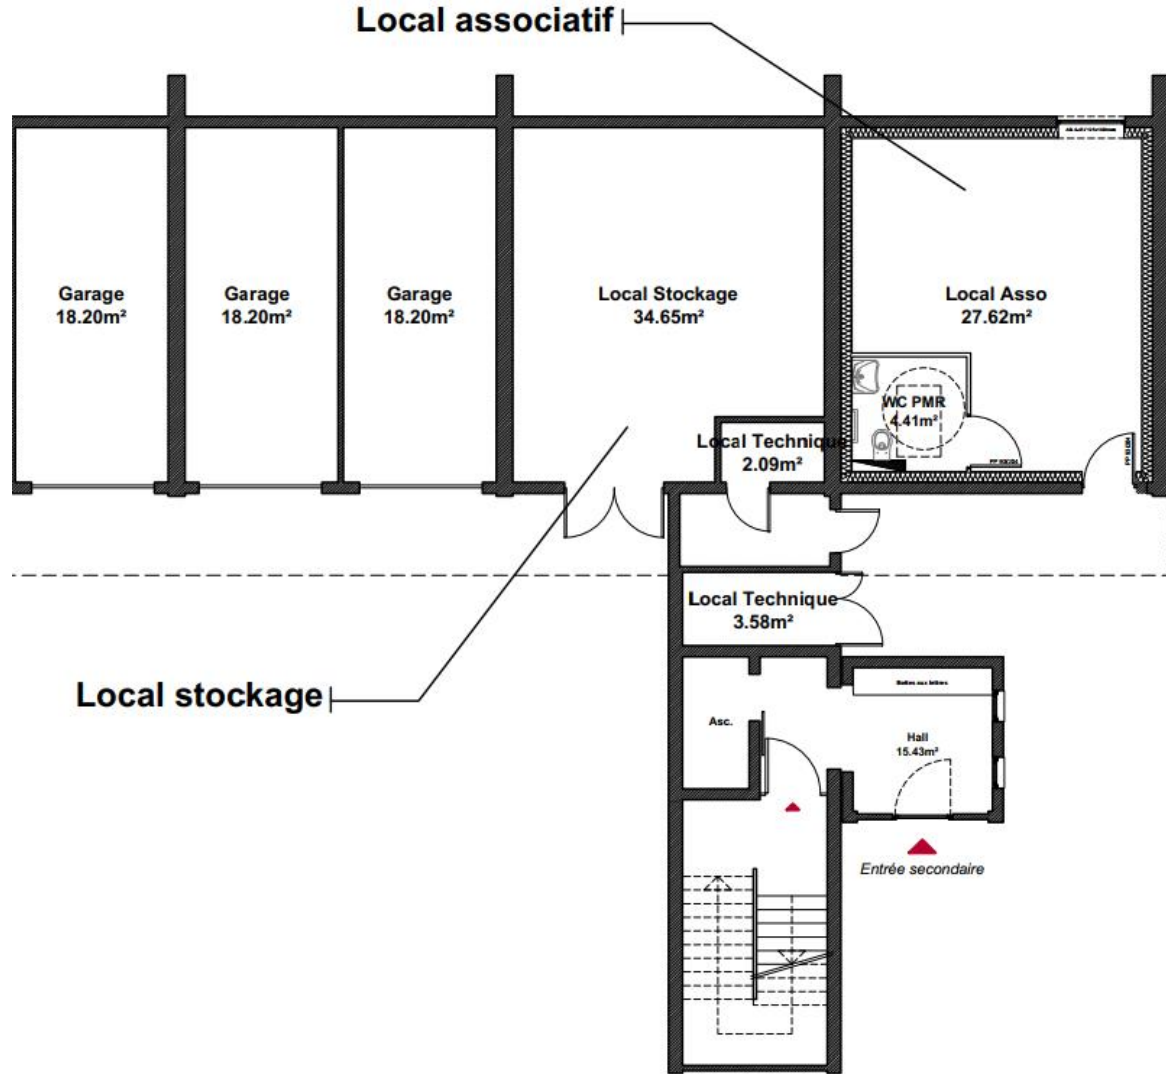 Local associatif
Garage
18.20m²
Garage
18.20m²
Garage
18.20m²
Local Stockage
34.65m²
Local Asso
27.62m²
WC PMR
4.41m²
Local Technique
2.09m²
Local Technique
3.58m²
Local stockage
Boites aux lettres
Asc.
Hall
15.43m²
Entrée secondaire